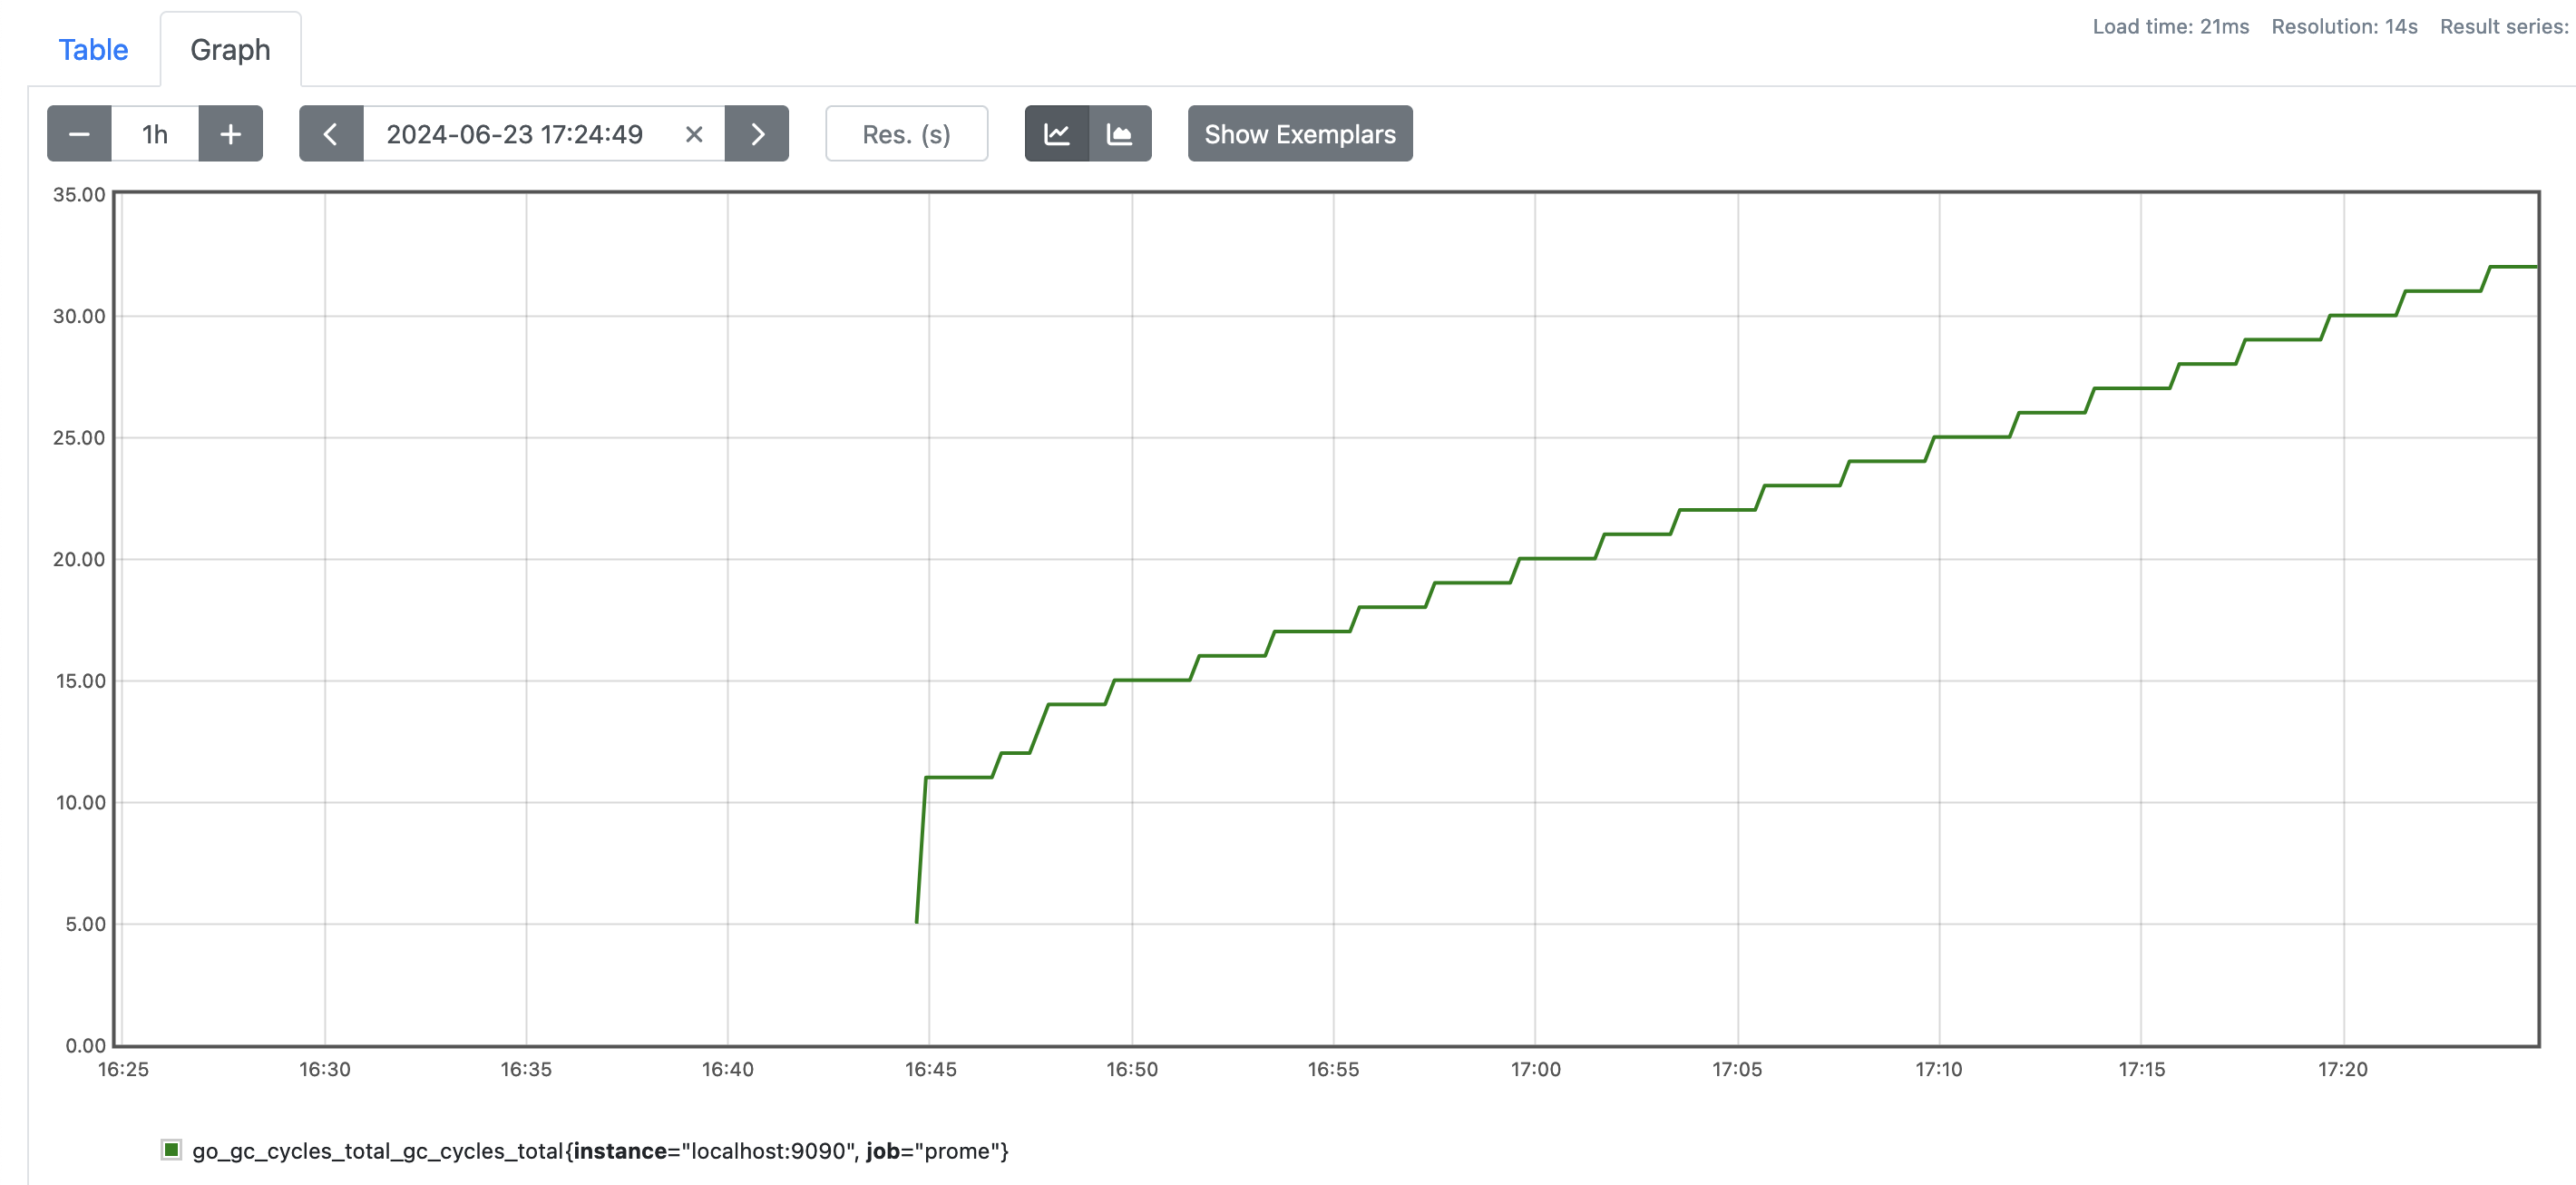 Load time: 21ms Resolution: 14s Result series:
Table Graph
1h 2024-06-23 17:24:49 Res. (s) Show Exemplars
35.00
30.00
25.00
20.00
15.00
10.00
5.00
0.00
16:25 16:30 16:35 16:40 16:45 16:50 16:55 17:00 17:05 17:10 17:15 17:20
go_gc_cycles_total_gc_cycles_total{instance="localhost:9090", job="prome"}